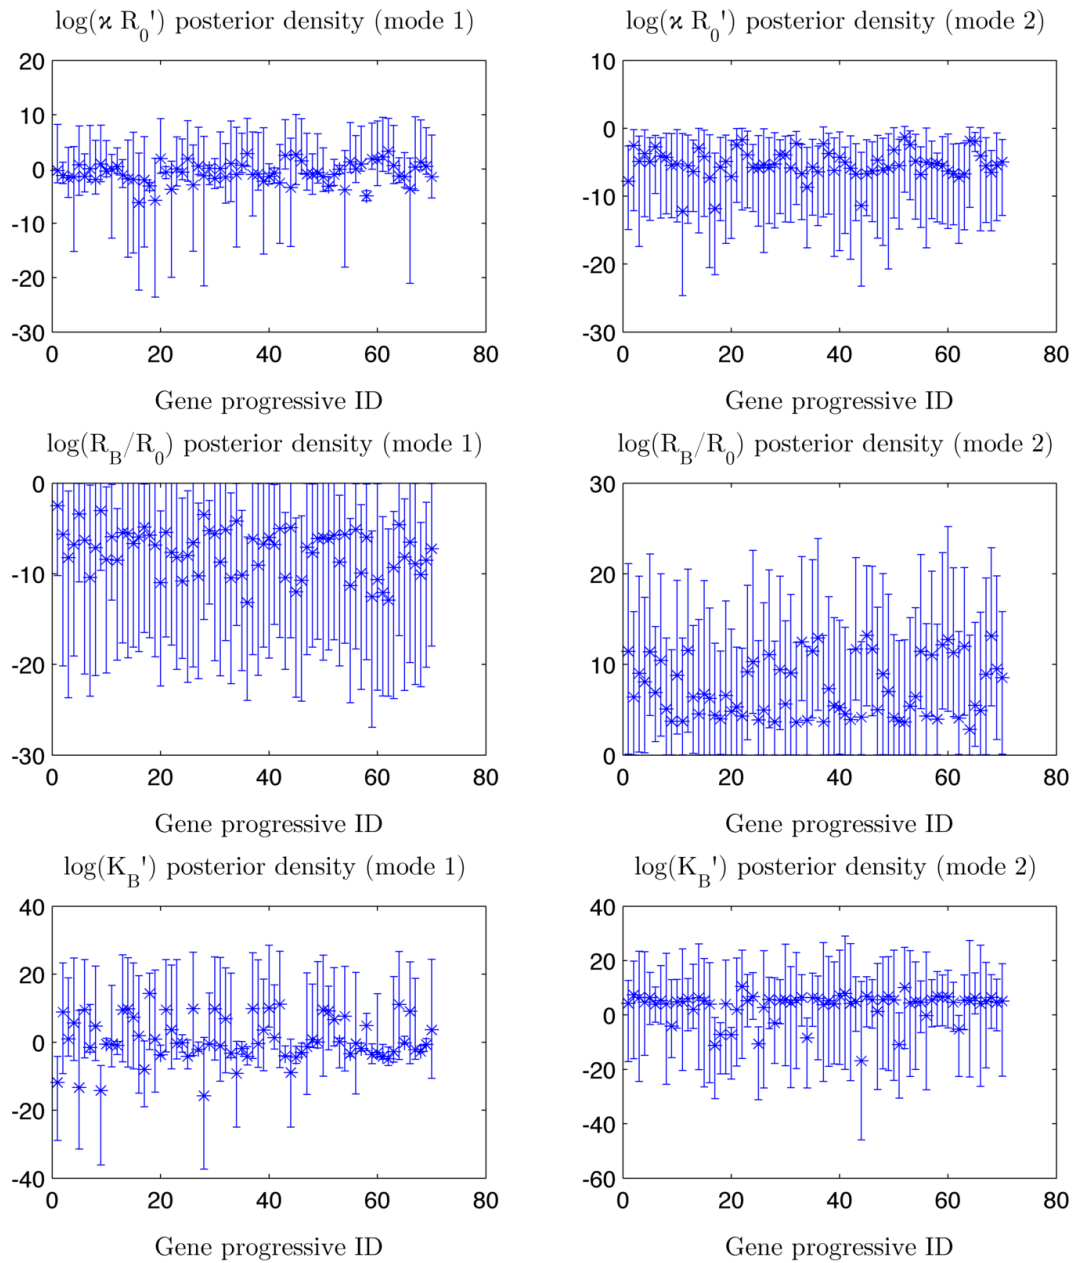 log(ϰ R0') posterior density (mode 1)
20
10
0
-10
-20
-30
0 20 40 60 80
Gene progressive ID
log(ϰ R0') posterior density (mode 2)
10
0
-10
-20
-30
0 20 40 60 80
Gene progressive ID
log(RB/R0) posterior density (mode 1)
0
-10
-20
-30
0 20 40 60 80
Gene progressive ID
log(RB/R0) posterior density (mode 2)
30
20
10
0
0 20 40 60 80
Gene progressive ID
log(KB') posterior density (mode 1)
40
20
0
-20
-40
0 20 40 60 80
Gene progressive ID
log(KB') posterior density (mode 2)
40
20
0
-20
-40
-60
0 20 40 60 80
Gene progressive ID